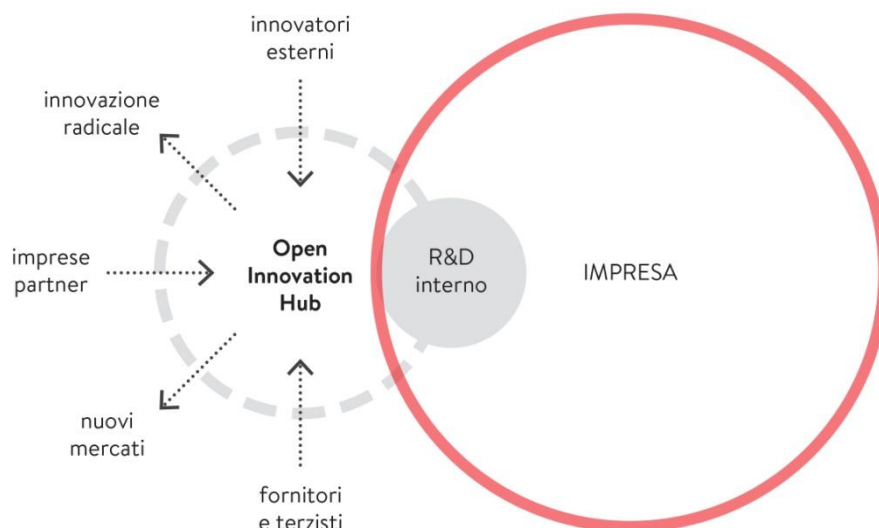 innovatori
esterni
innovazione
radicale
imprese
partner
Open
Innovation
Hub
R&D
interno
IMPRESA
nuovi
mercati
fornitori
e terzisti